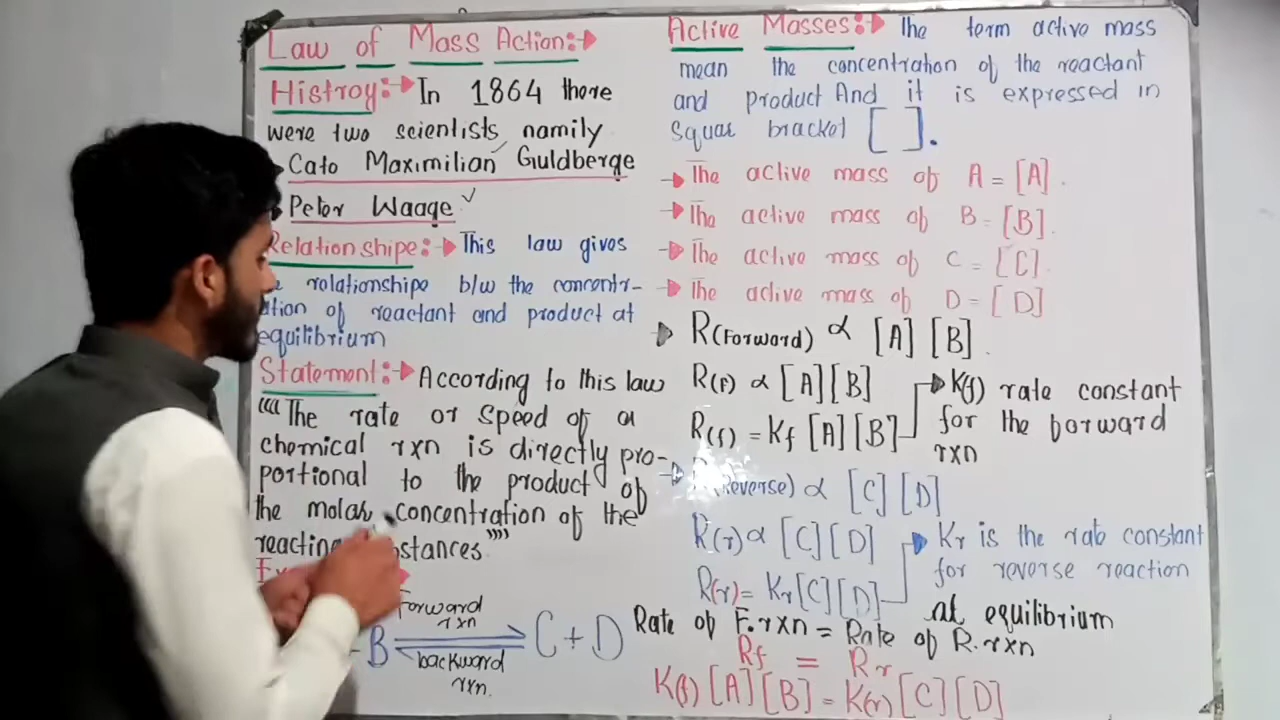 Law of Mass Action:→
Histroy:→In 1864 there
were two scientists namily
Cato Maximilian Guldberge
Peter Waage ✓
Relationshipe:→This law gives
relationshipe b/w the concentr-
ation of reactant and product at
equilibrium
Statement:→According to this law
““The rate or speed of a
chemical rxn is directly pro-
portional to the product of
the molar concentration of the
reacting substances””
Forward
rxn
B ⇌ C + D
backward
rxn.
Active Masses:→ The term active mass
mean the concentration of the reactant
and product And it is expressed in
Squar bracket [ ].
→ The active mass of A = [A].
→ The active mass of B = [B].
→ The active mass of C = [C].
→ The active mass of D = [D]
→ R(Forward) ∝ [A] [B].
R(f) ∝ [A][B]
R(f) = Kf [A][B]
→ K(f) rate constant
for the forward
rxn
→ R(Reverse) ∝ [C] [D]
R(r) ∝ [C][D]
R(r) = Kr[C][D]
→ Kr is the rate constant
for reverse reaction
at equilibrium
Rate of F.rxn = Rate of R.rxn
Rf = Rr
K(f) [A][B] = K(r) [C][D]